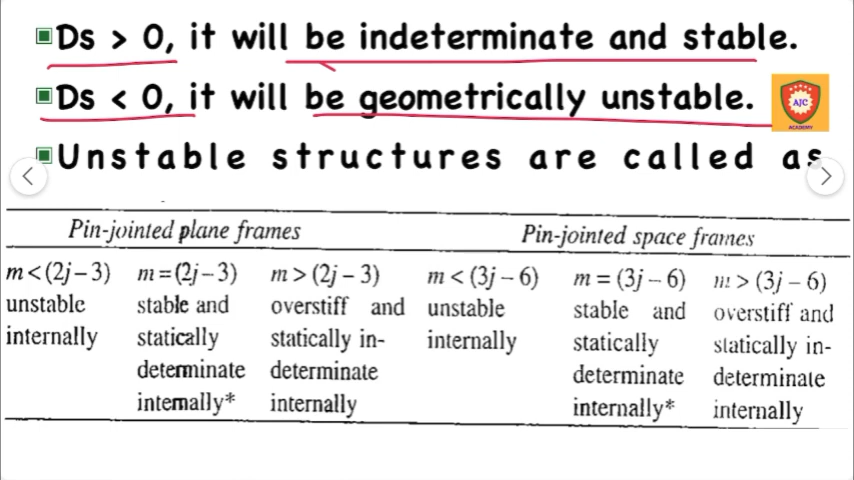 Ds > 0, it will be indeterminate and stable.
Ds < 0, it will be geometrically unstable.
AJC
ACADEMY
Unstable structures are called as
Pin-jointed plane frames
Pin-jointed space frames
m < (2j – 3)
unstable
internally
m = (2j – 3)
stable and
statically
determinate
internally*
m > (2j – 3)
overstiff and
statically in-
determinate
internally
m < (3j – 6)
unstable
internally
m = (3j – 6)
stable and
statically
determinate
internally*
m > (3j – 6)
overstiff and
statically in-
determinate
internally